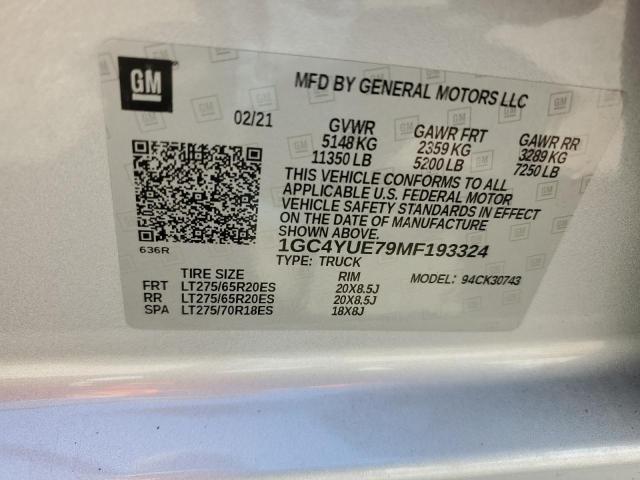 GM
MFD BY GENERAL MOTORS LLC
02/21
GVWR GAWR FRT GAWR RR
5148 KG 2359 KG 3289 KG
11350 LB 5200 LB 7250 LB
THIS VEHICLE CONFORMS TO ALL
APPLICABLE U.S. FEDERAL MOTOR
VEHICLE SAFETY STANDARDS IN EFFECT
ON THE DATE OF MANUFACTURE
SHOWN ABOVE.
636R
1GC4YUE79MF193324
TYPE: TRUCK
TIRE SIZE RIM MODEL: 94CK30743
FRT LT275/65R20ES 20X8.5J
RR LT275/65R20ES 20X8.5J
SPA LT275/70R18ES 18X8J